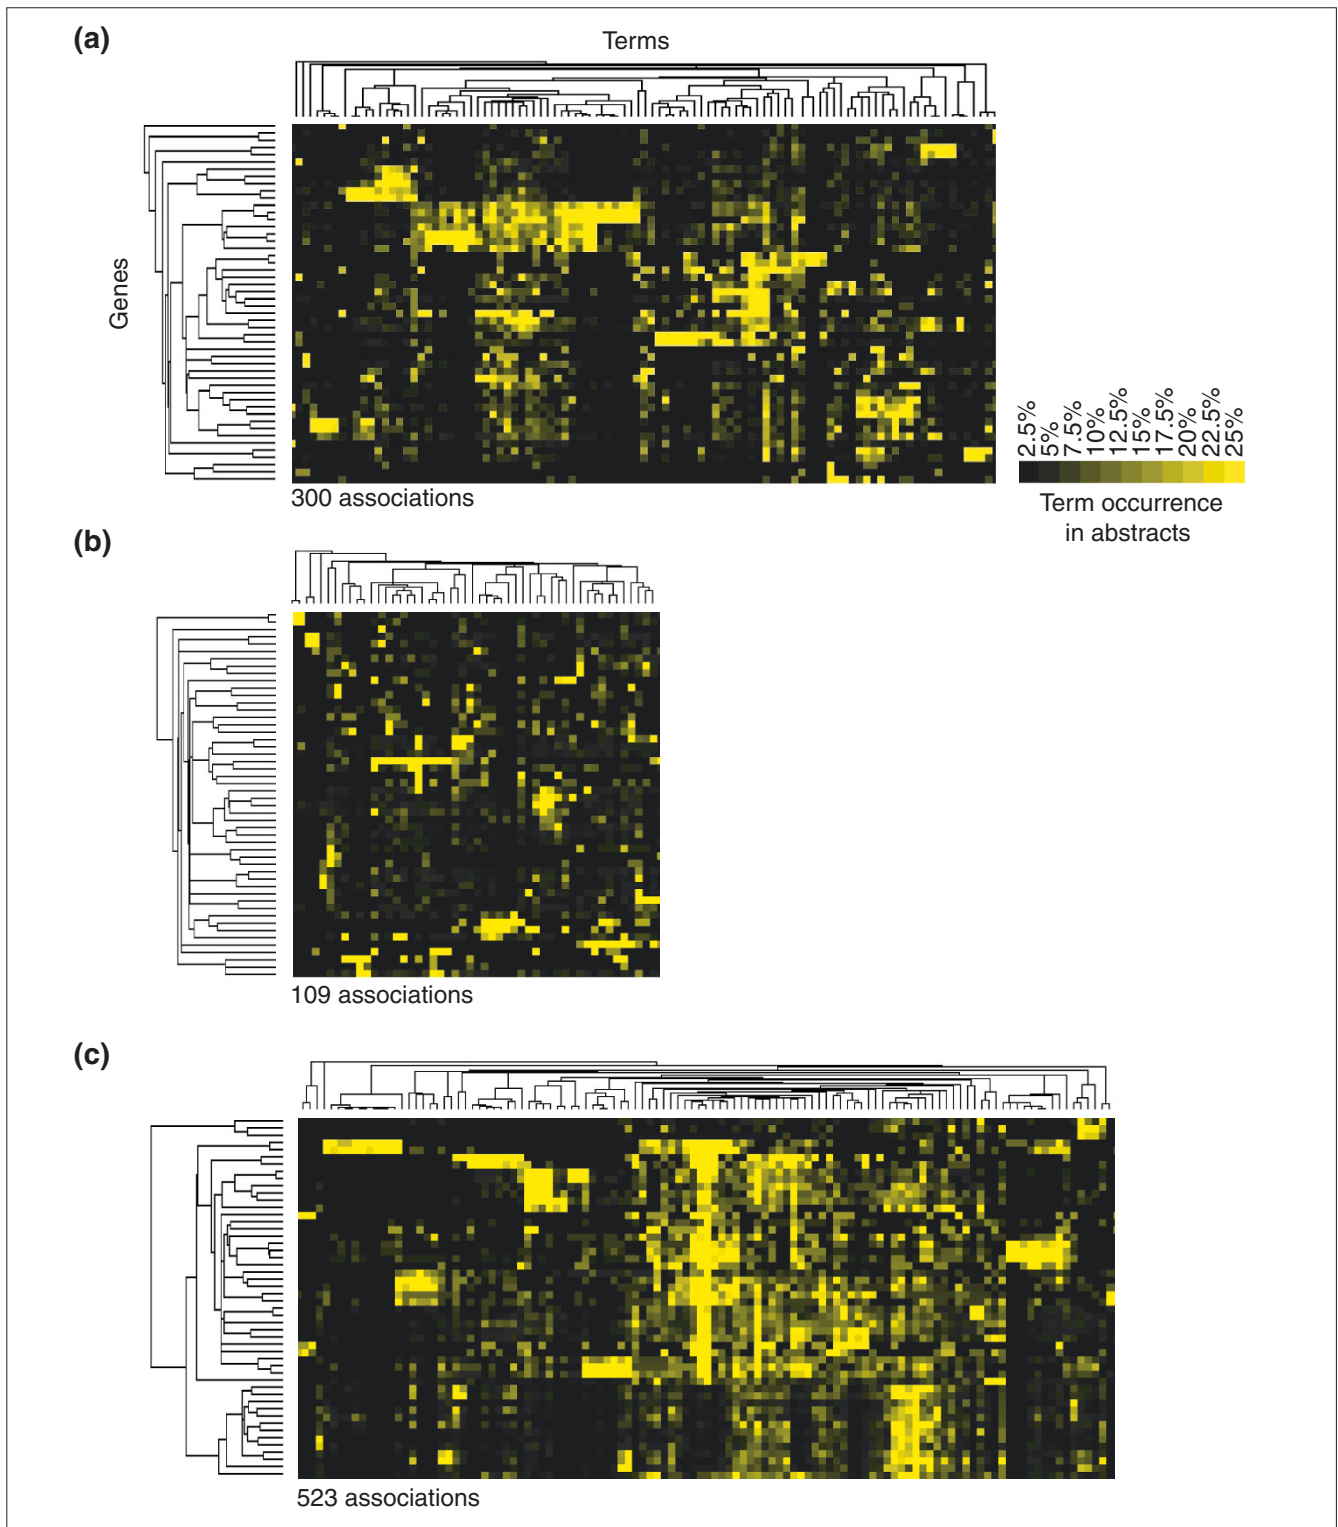 (a)
Terms
Genes
300 associations
2.5%
5%
7.5%
10%
12.5%
15%
17.5%
20%
22.5%
25%
Term occurrence
in abstracts
(b)
109 associations
(c)
523 associations